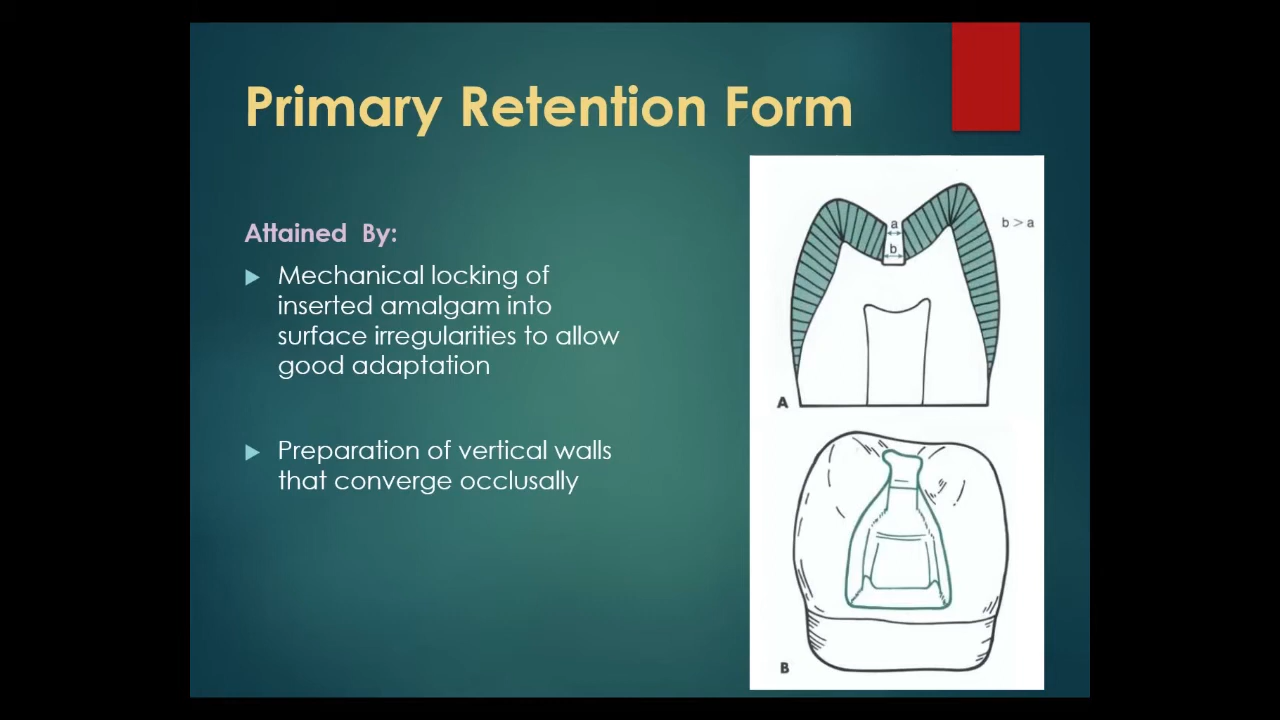 Primary Retention Form
Attained By:
Mechanical locking of
inserted amalgam into
surface irregularities to allow
good adaptation
Preparation of vertical walls
that converge occlusally
a
b > a
b
A
B